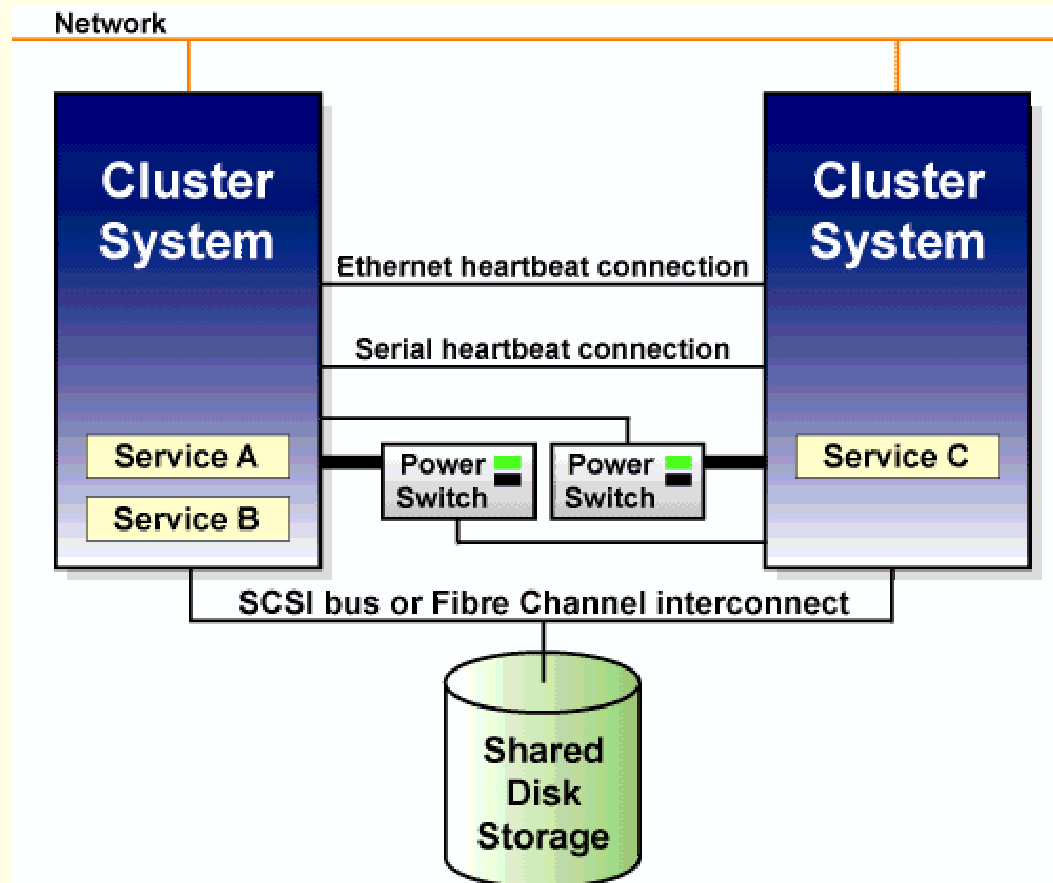 Network
Cluster
System
Cluster
System
Ethernet heartbeat connection
Serial heartbeat connection
Service A
Service B
Power
Switch
Power
Switch
Service C
SCSI bus or Fibre Channel interconnect
Shared
Disk
Storage